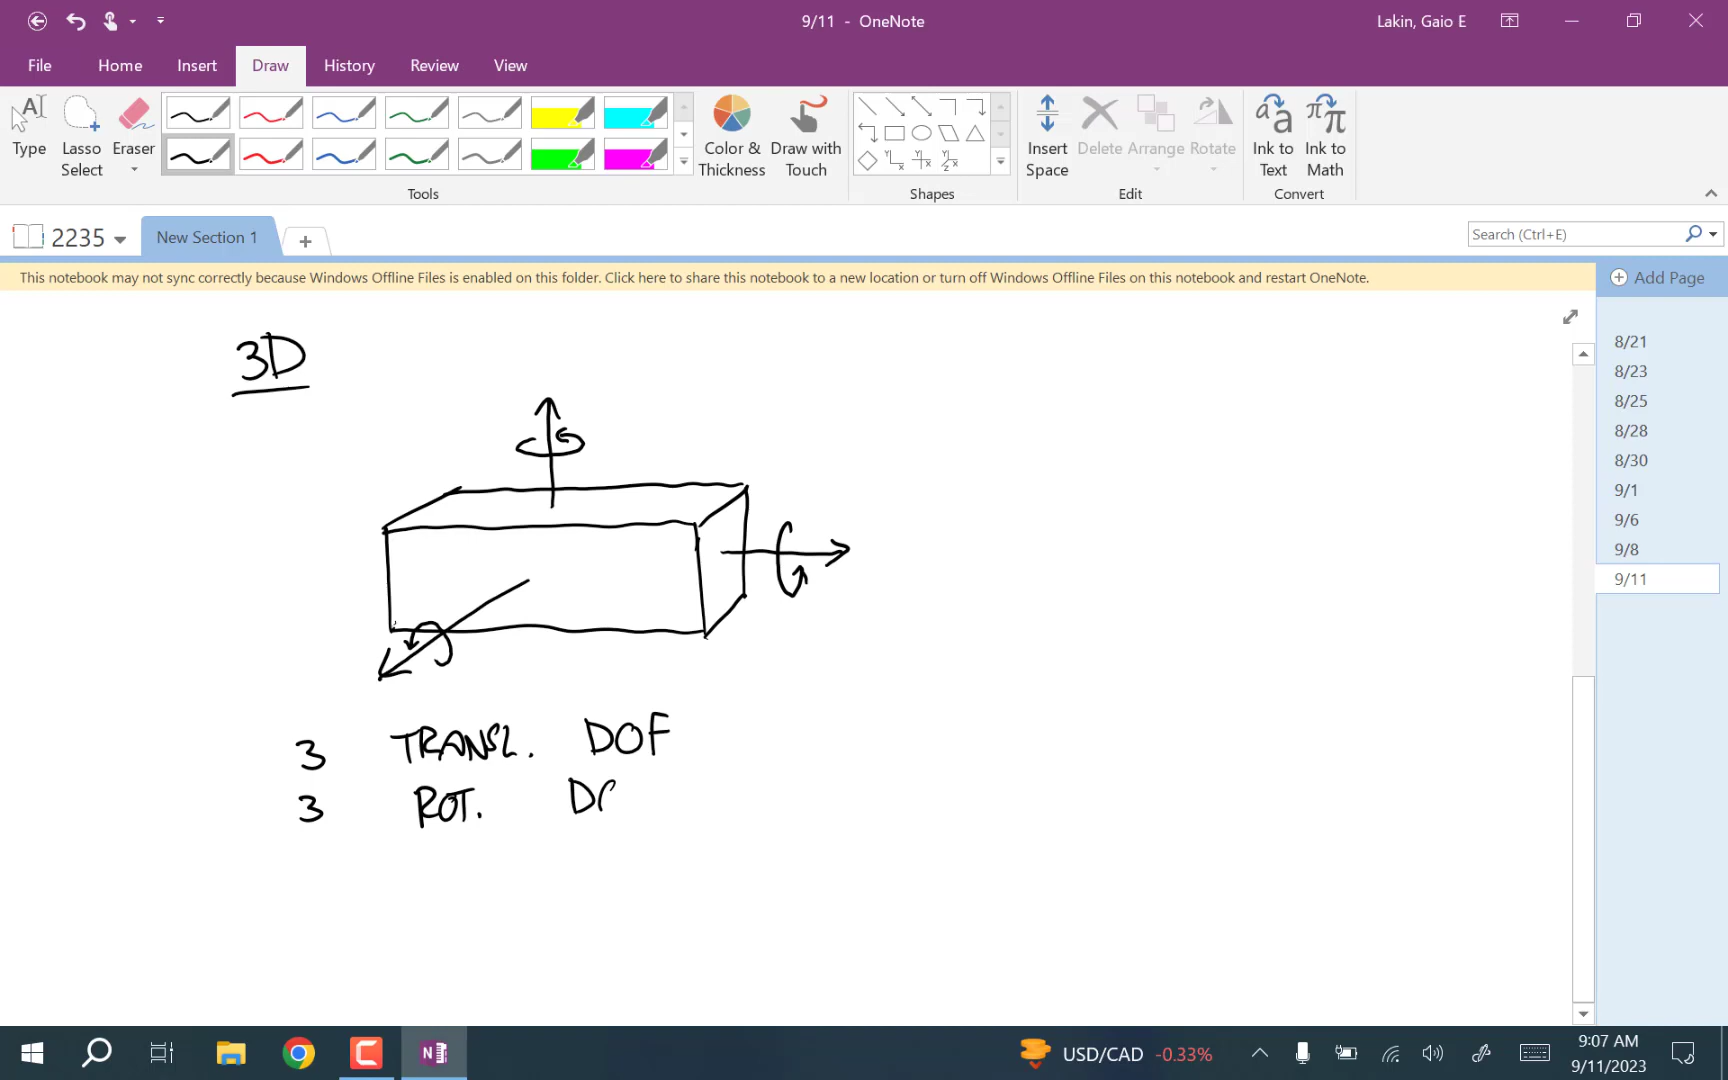 9/11 - OneNote
Lakin, Gaio E
File Home Insert Draw History Review View
Type
Lasso Select
Eraser
Color & Thickness
Draw with Touch
Insert Space
Delete
Arrange
Rotate
Ink to Text
Ink to Math
Tools
Shapes
Edit
Convert
2235
New Section 1
Search (Ctrl+E)
This notebook may not sync correctly because Windows Offline Files is enabled on this folder. Click here to share this notebook to a new location or turn off Windows Offline Files on this notebook and restart OneNote.
Add Page
8/21
8/23
8/25
8/28
8/30
9/1
9/6
9/8
9/11
3D
3 TRANSL. DOF
3 ROT. D
USD/CAD -0.33%
9:07 AM
9/11/2023